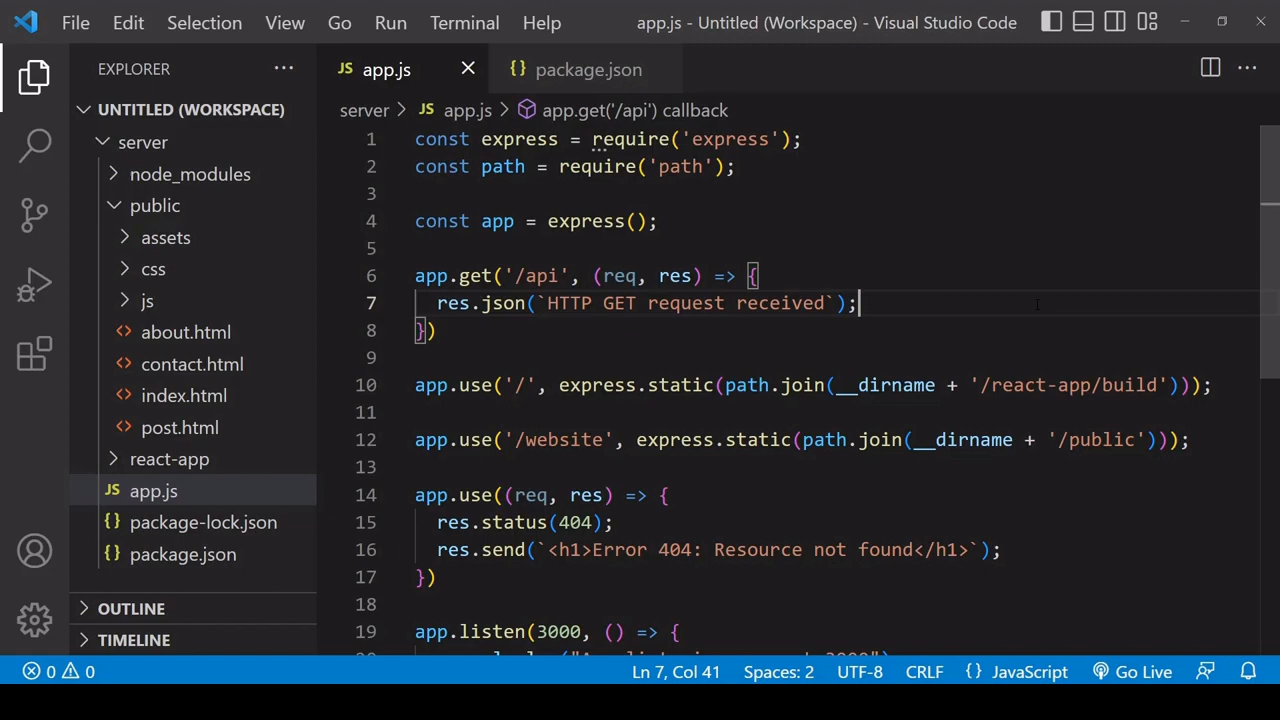 File Edit Selection View Go Run Terminal Help app.js - Untitled (Workspace) - Visual Studio Code
EXPLORER
UNTITLED (WORKSPACE)
server
node_modules
public
assets
css
js
about.html
contact.html
index.html
post.html
react-app
JS app.js
{} package-lock.json
{} package.json
OUTLINE
TIMELINE
JS app.js {} package.json
server > JS app.js > app.get('/api') callback
1 const express = require('express');
2 const path = require('path');
3
4 const app = express();
5
6 app.get('/api', (req, res) => {
7 res.json(`HTTP GET request received`);
8 })
9
10 app.use('/', express.static(path.join(__dirname + '/react-app/build')));
11
12 app.use('/website', express.static(path.join(__dirname + '/public')));
13
14 app.use((req, res) => {
15 res.status(404);
16 res.send(`<h1>Error 404: Resource not found</h1>`);
17 })
18
19 app.listen(3000, () => {
0 0 Ln 7, Col 41 Spaces: 2 UTF-8 CRLF {} JavaScript Go Live